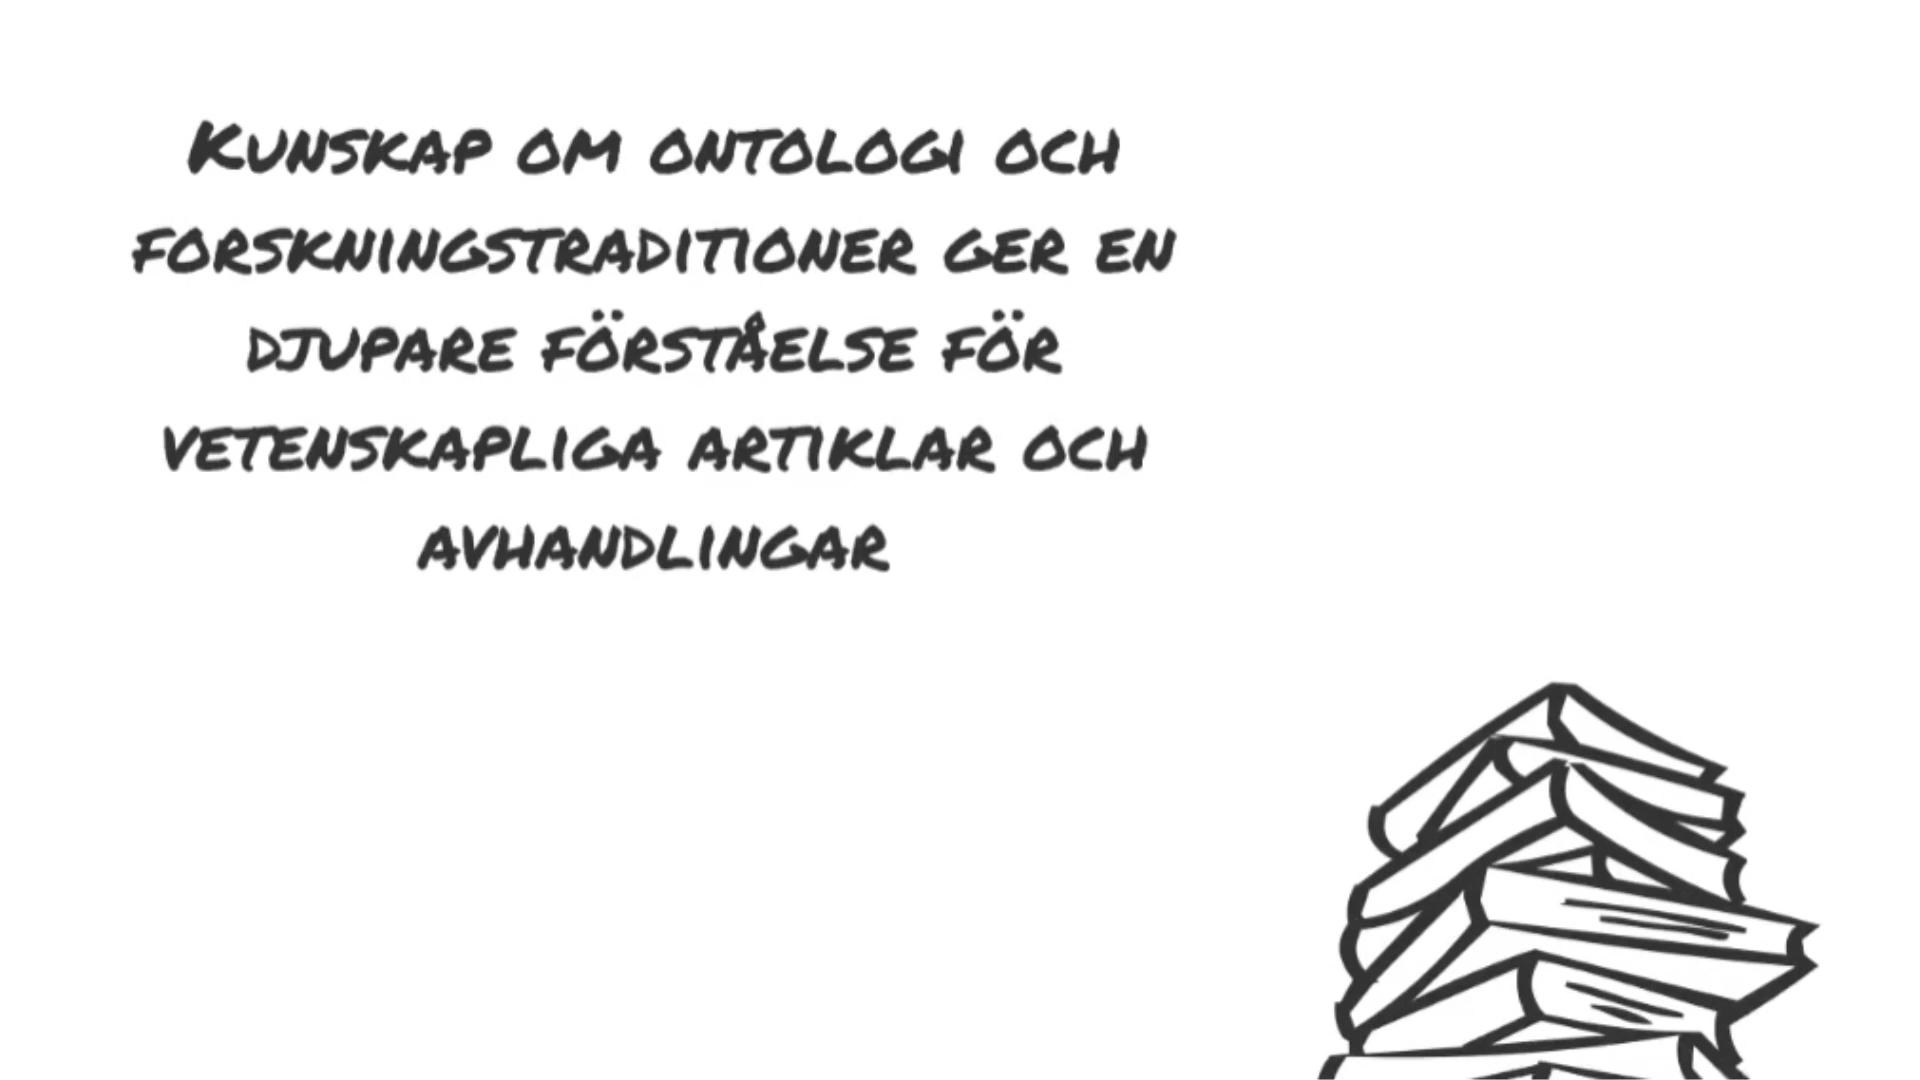 Kunskap om ontologi och
forskningstraditioner ger en
djupare förståelse för
vetenskapliga artiklar och
avhandlingar